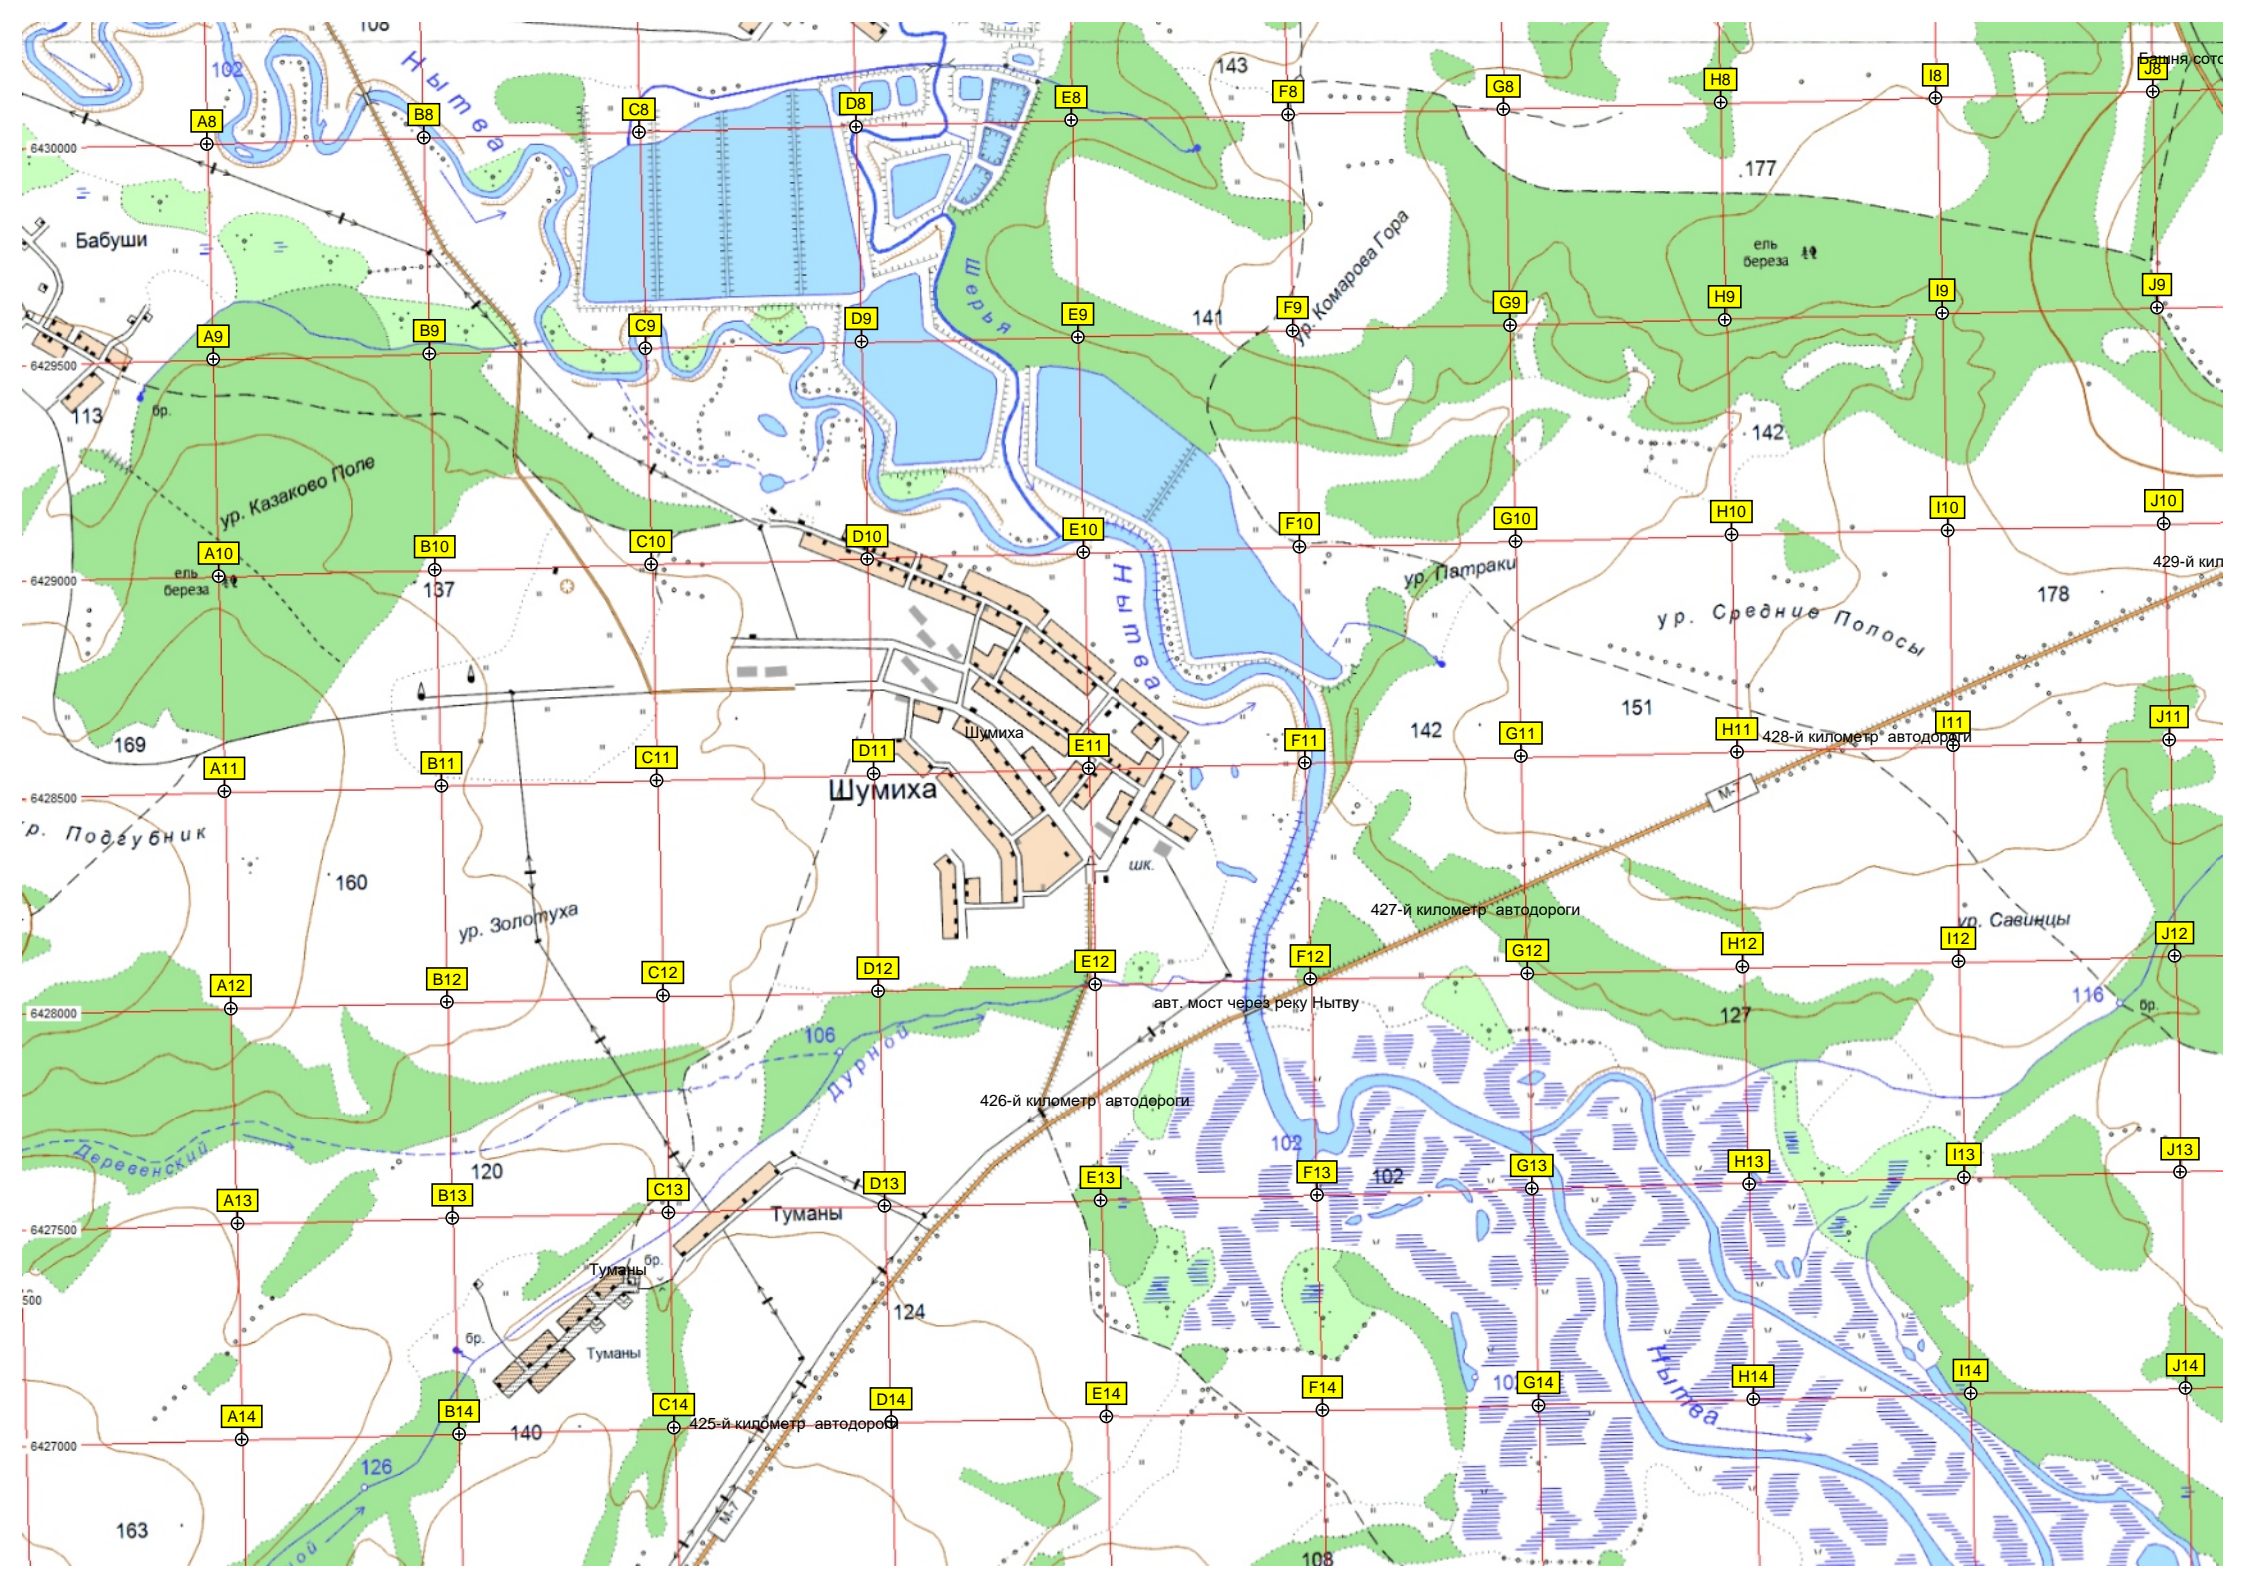 108
Нытва
102
143
Башня сото
A8
B8
C8
D8
E8
F8
G8
H8
I8
J8
6430000
177
Бабуши
ель
береза
Терья
141
ур. Комарова Гора
A9
B9
C9
D9
E9
F9
G9
H9
I9
J9
6429500
113
бр.
142
ур. Казаково Поле
A10
B10
C10
D10
E10
F10
G10
H10
I10
J10
6429000
ель
береза
137
Нытва
ур. Патраки
429-й кил
178
ур. Средние Полосы
151
142
169
Шумиха
428-й километр автодороги
A11
B11
C11
D11
E11
F11
G11
H11
I11
J11
6428500
Шумиха
М-7
р. Подгубник
шк.
160
ур. Золотуха
427-й километр автодороги
ур. Савинцы
A12
B12
C12
D12
E12
F12
G12
H12
I12
J12
6428000
авт. мост через реку Нытву
116
бр.
127
106
Дурной
426-й километр автодороги
Деревенский
102
120
102
A13
B13
C13
D13
E13
F13
G13
H13
I13
J13
6427500
Туманы
бр.
Туманы
500
124
бр.
Туманы
Нытва
102
A14
B14
C14
D14
E14
F14
G14
H14
I14
J14
6427000
425-й километр автодороги
140
126
М-7
163
ной
108